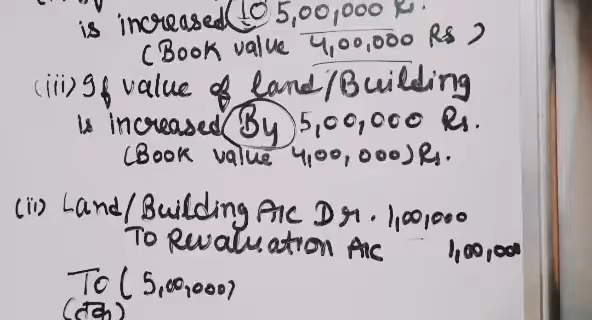 is increased To 5,00,000 Rs.
(Book value 4,00,000 Rs)
(iii) If value of land/Building
is increased By 5,00,000 Rs.
(Book value 4,00,000) Rs.
(ii) Land/Building A/c Dr. 1,00,000
To Revaluation A/c 1,00,000
To (5,00,000)
(तक)